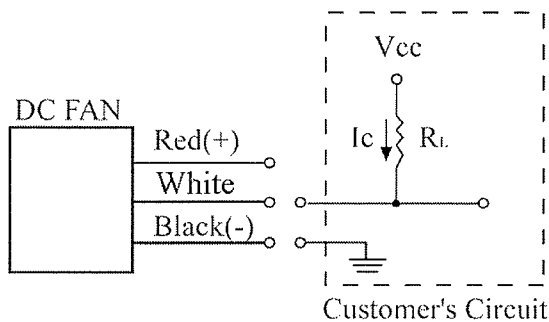 Vcc
DC FAN
Red(+)
Ic RL
White
Black(-)
Customer's Circuit